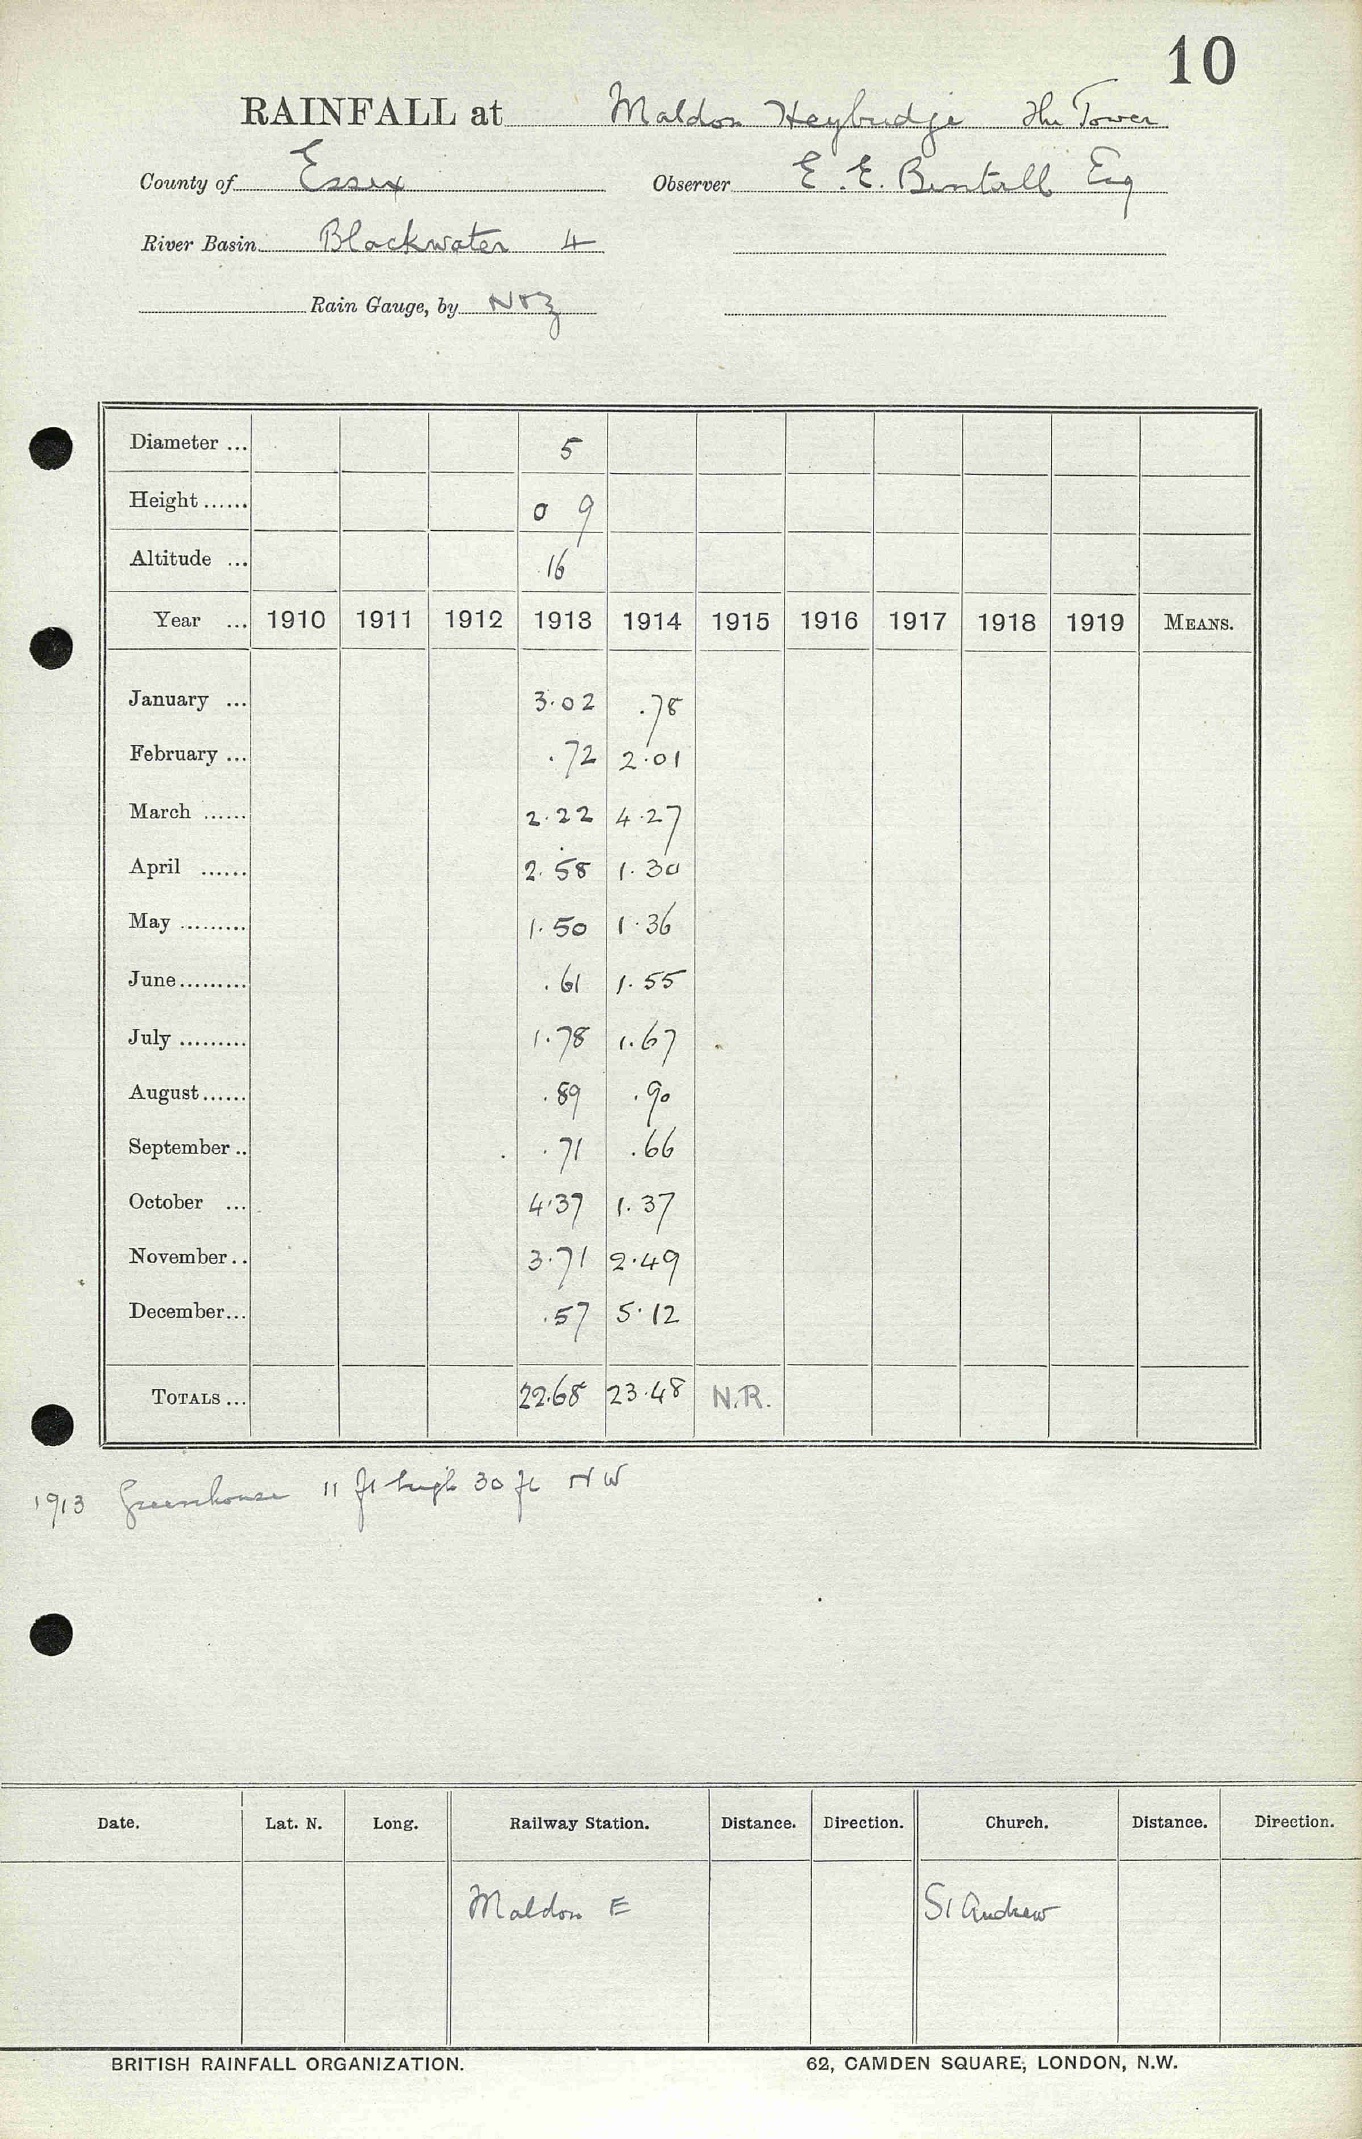 10
RAINFALL at Maldon Heybridge The Tower
County of Essex Observer E. E. Bentall Esq
River Basin Blackwater 4
Rain Gauge, by N & Z
Diameter ... 5
Height ...... 0 9
Altitude ... 16
Year ... 1910 1911 1912 1913 1914 1915 1916 1917 1918 1919 MEANS.
January ... 3.02 .78
February ... .72 2.01
March ...... 2.22 4.27
April ...... 2.58 1.30
May ......... 1.50 1.36
June......... .61 1.55
July ......... 1.78 1.67
August...... .89 .90
September .. .71 .66
October ... 4.37 1.37
November.. 3.71 2.49
December... .57 5.12
TOTALS ... 22.68 23.48 N.R.
1913 Greenhouse 11 ft high 30 ft NW
Date. Lat. N. Long. Railway Station. Distance. Direction. Church. Distance. Direction.
Maldon E St Andrew
BRITISH RAINFALL ORGANIZATION. 62, CAMDEN SQUARE, LONDON, N.W.